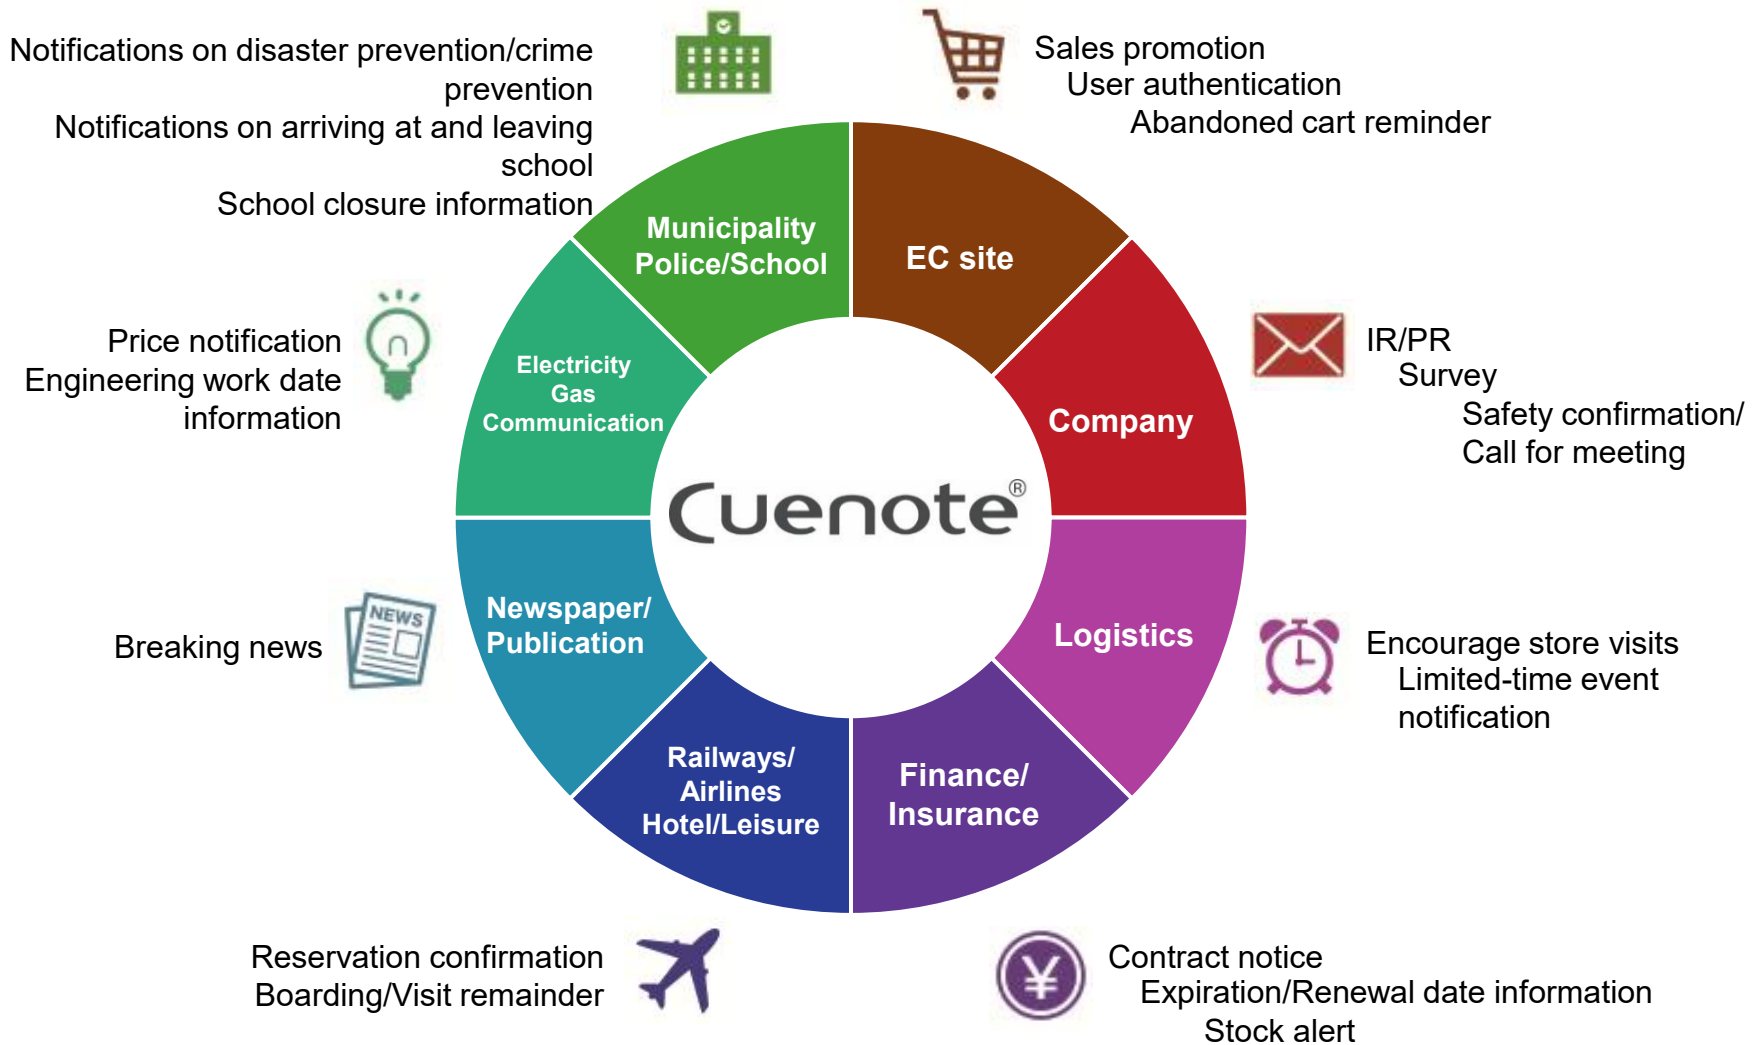 Notifications on disaster prevention/crime
prevention
Notifications on arriving at and leaving
school
School closure information
Sales promotion
User authentication
Abandoned cart reminder
Municipality
Police/School
EC site
Price notification
Engineering work date
information
Electricity
Gas
Communication
Company
IR/PR
Survey
Safety confirmation/
Call for meeting
Cuenote®
Breaking news
NEWS
Newspaper/
Publication
Logistics
Encourage store visits
Limited-time event
notification
Railways/
Airlines
Hotel/Leisure
Finance/
Insurance
Reservation confirmation
Boarding/Visit remainder
¥
Contract notice
Expiration/Renewal date information
Stock alert